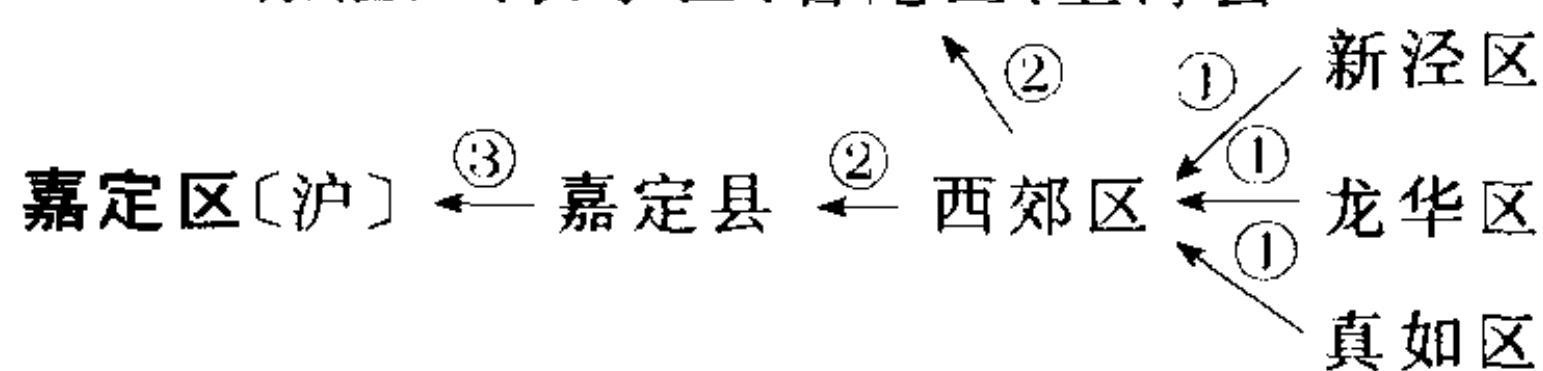 ② ① 新泾区
嘉定区〔沪〕 ③ 嘉定县 ② 西郊区 ① 龙华区
① 真如区